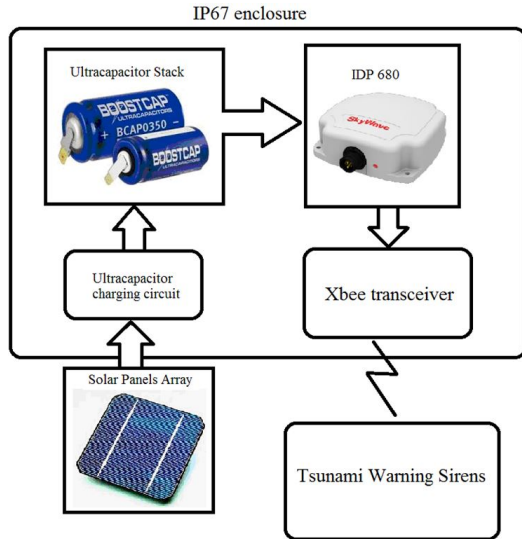 IP67 enclosure
Ultracapacitor Stack
BOOSTCAP
ULTRACAPACITORS
+ BCAP0350 −
BOOSTCAP
ULTRACAPACITORS
IDP 680
SkyWave
Ultracapacitor
charging circuit
Xbee transceiver
Solar Panels Array
Tsunami Warning Sirens